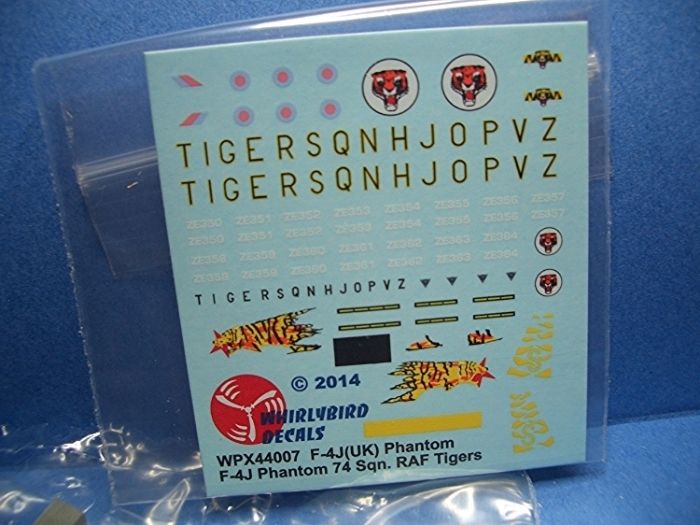 TIGERSQNHJOPVZ
TIGERSQNHJOPVZ
ZE350 ZE351 ZE352 ZE353 ZE354 ZE355 ZE356 ZE357
ZE350 ZE351 ZE352 ZE353 ZE354 ZE355 ZE356 ZE357
ZE358 ZE359 ZE360 ZE361 ZE362 ZE363 ZE364
ZE358 ZE359 ZE360 ZE361 ZE362 ZE363 ZE364
TIGERSQNHJOPVZ
© 2014
WHIRLYBIRD
DECALS
WPX44007 F-4J(UK) Phantom
F-4J Phantom 74 Sqn. RAF Tigers